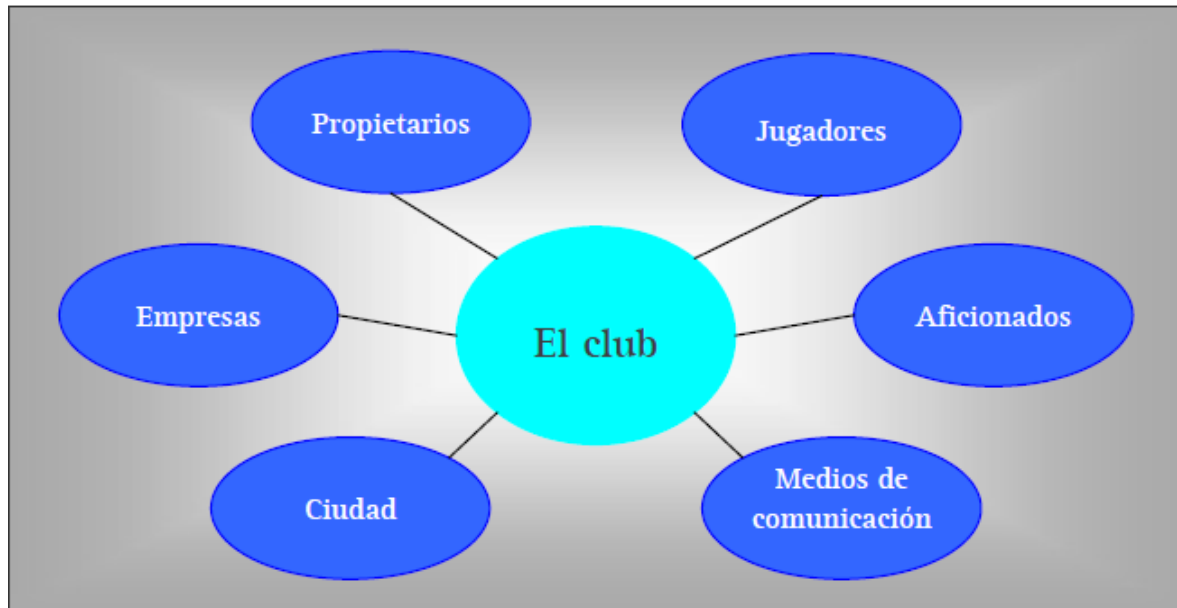 Propietarios
Jugadores
Empresas
El club
Aficionados
Ciudad
Medios de
comunicación